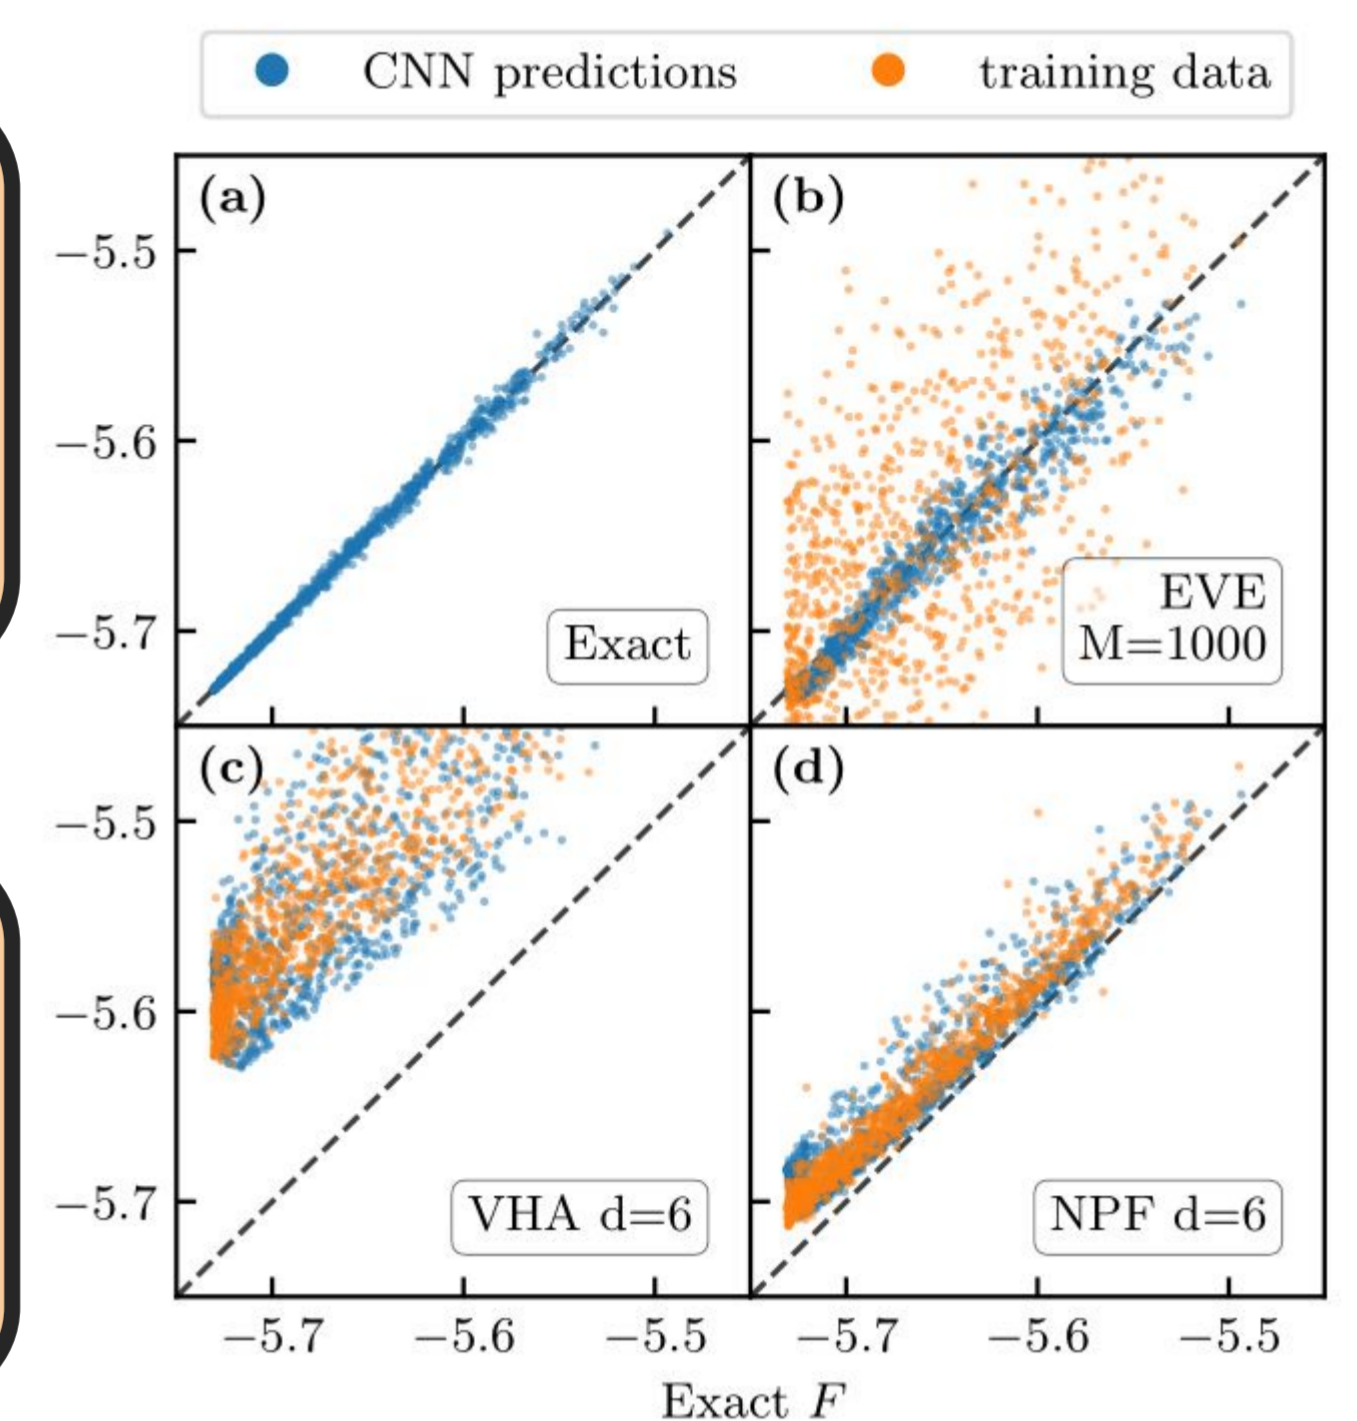 CNN predictions training data
(a) (b)
−5.5
−5.6
−5.7
Exact
EVE
M=1000
(c) (d)
−5.5
−5.6
−5.7
VHA d=6 NPF d=6
−5.7 −5.6 −5.5 −5.7 −5.6 −5.5
Exact F